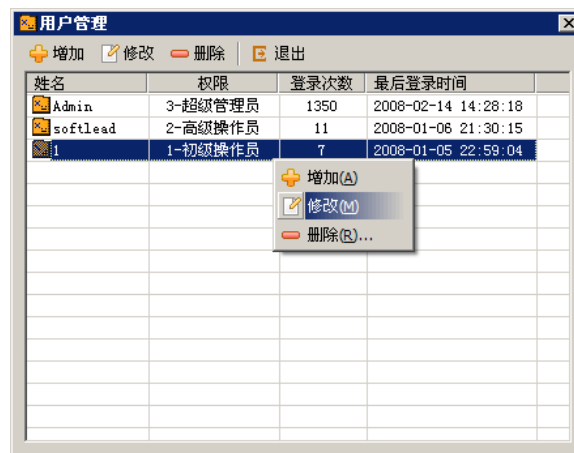 用户管理
增加 修改 删除 退出
姓名 权限 登录次数 最后登录时间
Admin 3-超级管理员 1350 2008-02-14 14:28:18
softlead 2-高级操作员 11 2008-01-06 21:30:15
1 1-初级操作员 7 2008-01-05 22:59:04
增加(A)
修改(M)
删除(R)...